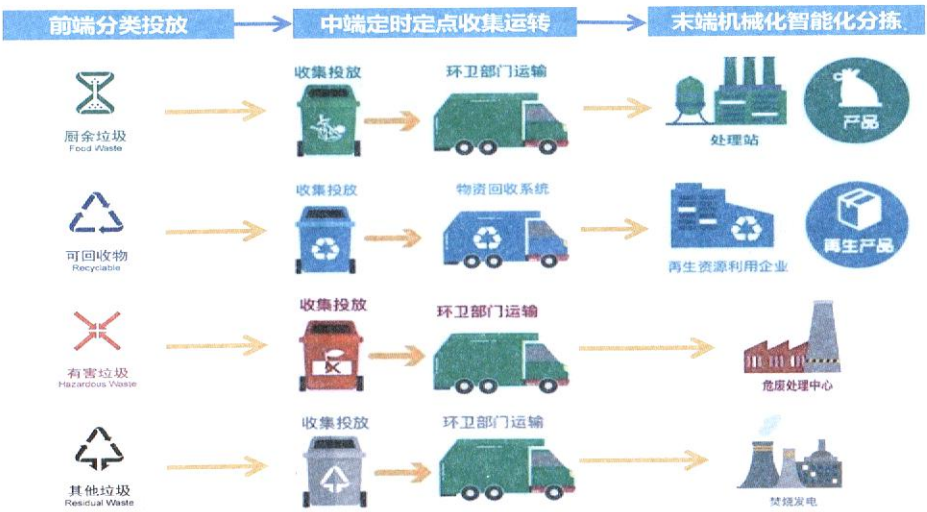 前端分类投放
中端定时定点收集运转
末端机械化智能化分拣
收集投放
环卫部门运输
厨余垃圾
Food Waste
处理站
产品
收集投放
物资回收系统
可回收物
Recyclable
再生资源利用企业
再生产品
收集投放
环卫部门运输
有害垃圾
Hazardous Waste
危废处理中心
收集投放
环卫部门运输
其他垃圾
Residual Waste
焚烧发电